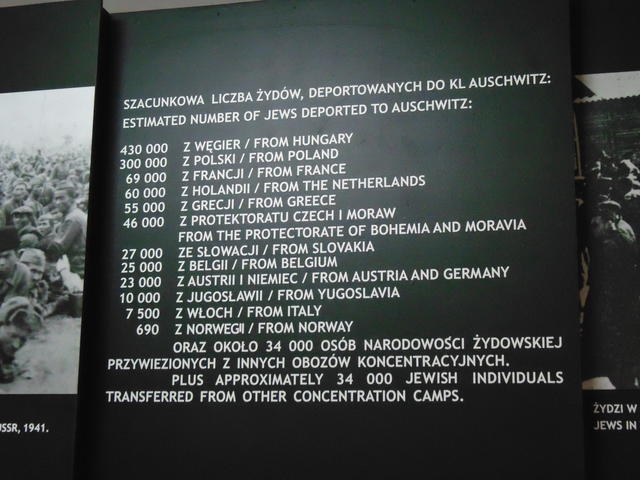 SZACUNKOWA LICZBA ŻYDÓW, DEPORTOWANYCH DO KL AUSCHWITZ:
ESTIMATED NUMBER OF JEWS DEPORTED TO AUSCHWITZ:
430 000 Z WĘGIER / FROM HUNGARY
300 000 Z POLSKI / FROM POLAND
69 000 Z FRANCJI / FROM FRANCE
60 000 Z HOLANDII / FROM THE NETHERLANDS
55 000 Z GRECJI / FROM GREECE
46 000 Z PROTEKTORATU CZECH I MORAW
FROM THE PROTECTORATE OF BOHEMIA AND MORAVIA
27 000 ZE SŁOWACJI / FROM SLOVAKIA
25 000 Z BELGII / FROM BELGIUM
23 000 Z AUSTRII I NIEMIEC / FROM AUSTRIA AND GERMANY
10 000 Z JUGOSŁAWII / FROM YUGOSLAVIA
7 500 Z WŁOCH / FROM ITALY
690 Z NORWEGII / FROM NORWAY
ORAZ OKOŁO 34 000 OSÓB NARODOWOŚCI ŻYDOWSKIEJ
PRZYWIEZIONYCH Z INNYCH OBOZÓW KONCENTRACYJNYCH.
PLUS APPROXIMATELY 34 000 JEWISH INDIVIDUALS
TRANSFERRED FROM OTHER CONCENTRATION CAMPS.
USSR, 1941.
ŻYDZI W
JEWS IN